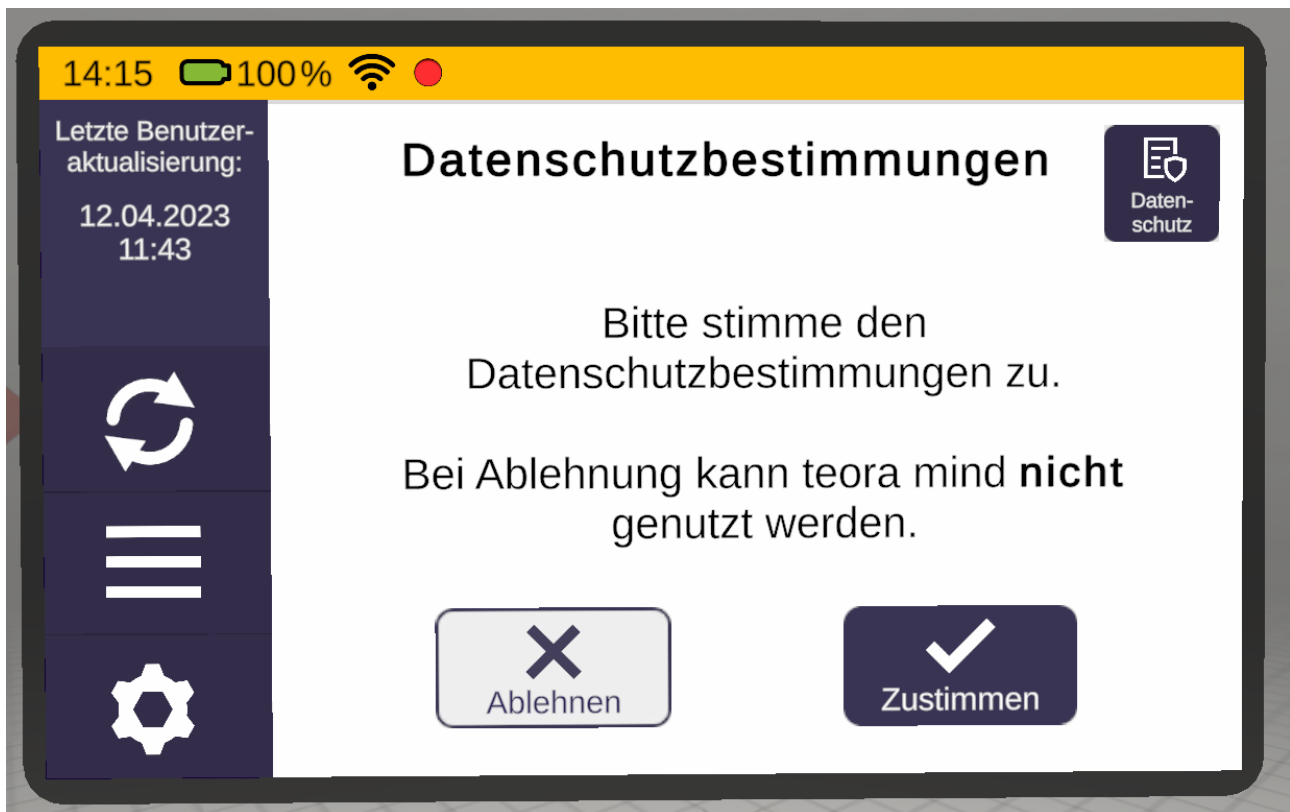 14:15 100%
Letzte Benutzer-
aktualisierung:
12.04.2023
11:43
Datenschutzbestimmungen
Daten-
schutz
Bitte stimme den
Datenschutzbestimmungen zu.
Bei Ablehnung kann teora mind nicht
genutzt werden.
Ablehnen
Zustimmen